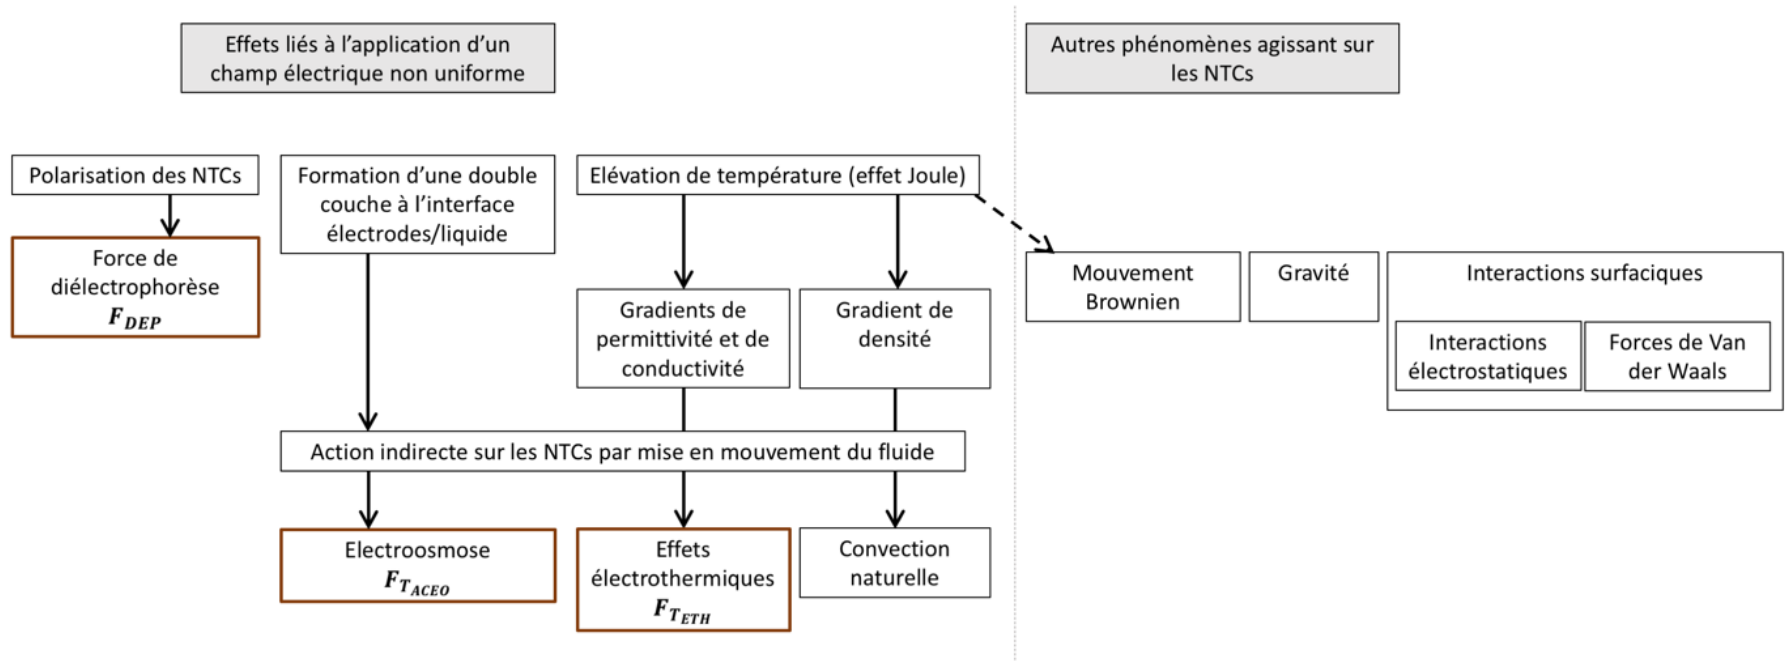 Effets liés à l’application d’un
champ électrique non uniforme
Autres phénomènes agissant sur
les NTCs
Polarisation des NTCs
Formation d’une double
couche à l’interface
électrodes/liquide
Elévation de température (effet Joule)
Force de
diélectrophorèse
F_DEP
Mouvement
Brownien
Gravité
Interactions surfaciques
Gradients de
permittivité et de
conductivité
Gradient de
densité
Interactions
électrostatiques
Forces de Van
der Waals
Action indirecte sur les NTCs par mise en mouvement du fluide
Electroosmose
F_T_ACEO
Effets
électrothermiques
F_T_ETH
Convection
naturelle